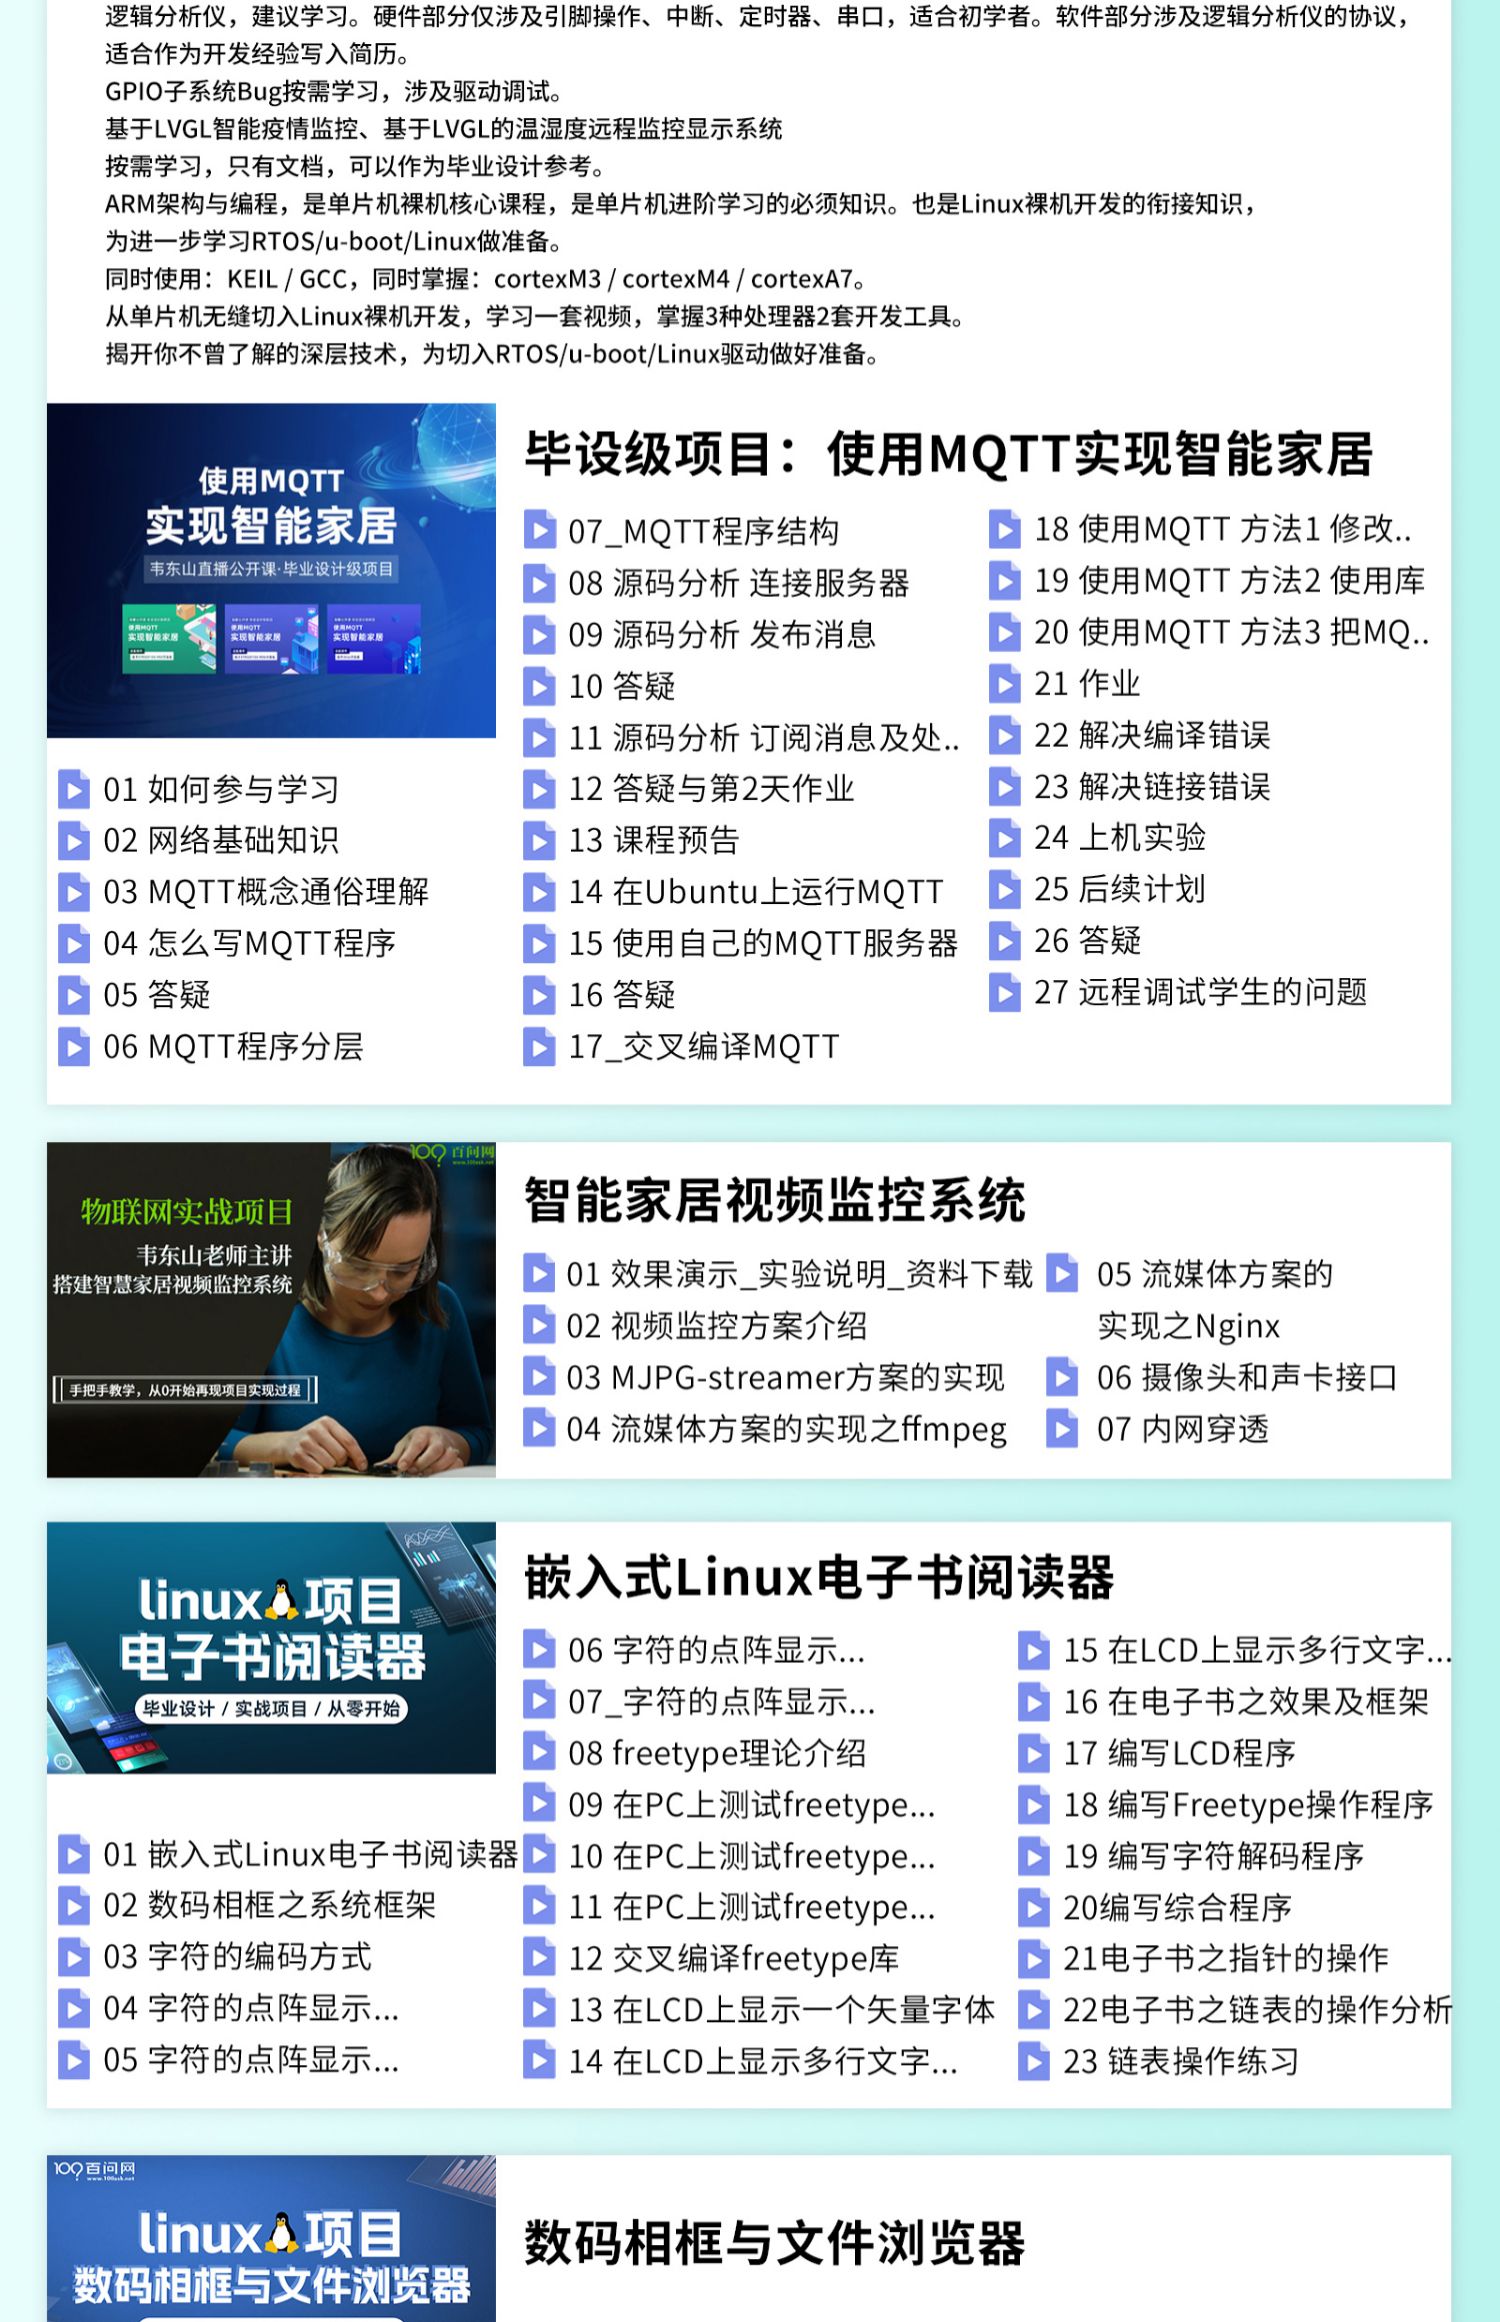 逻辑分析仪，建议学习。硬件部分仅涉及引脚操作、中断、定时器、串口，适合初学者。软件部分涉及逻辑分析仪的协议，
适合作为开发经验写入简历。
GPIO子系统Bug按需学习，涉及驱动调试。
基于LVGL智能疫情监控、基于LVGL的温湿度远程监控显示系统
按需学习，只有文档，可以作为毕业设计参考。
ARM架构与编程，是单片机裸机核心课程，是单片机进阶学习的必须知识。也是Linux裸机开发的衔接知识，
为进一步学习RTOS/u-boot/Linux做准备。
同时使用：KEIL / GCC，同时掌握：cortexM3 / cortexM4 / cortexA7。
从单片机无缝切入Linux裸机开发，学习一套视频，掌握3种处理器2套开发工具。
揭开你不曾了解的深层技术，为切入RTOS/u-boot/Linux驱动做好准备。
使用MQTT
实现智能家居
韦东山直播公开课·毕业设计级项目
使用MQTT
实现智能家居
使用MQTT
实现智能家居
使用MQTT
实现智能家居
毕设级项目：使用MQTT实现智能家居
01 如何参与学习
02 网络基础知识
03 MQTT概念通俗理解
04 怎么写MQTT程序
05 答疑
06 MQTT程序分层
07_MQTT程序结构
08 源码分析 连接服务器
09 源码分析 发布消息
10 答疑
11 源码分析 订阅消息及处..
12 答疑与第2天作业
13 课程预告
14 在Ubuntu上运行MQTT
15 使用自己的MQTT服务器
16 答疑
17_交叉编译MQTT
18 使用MQTT 方法1 修改..
19 使用MQTT 方法2 使用库
20 使用MQTT 方法3 把MQ..
21 作业
22 解决编译错误
23 解决链接错误
24 上机实验
25 后续计划
26 答疑
27 远程调试学生的问题
百问网
www.100ask.net
物联网实战项目
韦东山老师主讲
搭建智慧家居视频监控系统
手把手教学，从0开始再现项目实现过程
智能家居视频监控系统
01 效果演示_实验说明_资料下载
02 视频监控方案介绍
03 MJPG-streamer方案的实现
04 流媒体方案的实现之ffmpeg
05 流媒体方案的
实现之Nginx
06 摄像头和声卡接口
07 内网穿透
linux项目
电子书阅读器
毕业设计 / 实战项目 / 从零开始
嵌入式Linux电子书阅读器
01 嵌入式Linux电子书阅读器
02 数码相框之系统框架
03 字符的编码方式
04 字符的点阵显示...
05 字符的点阵显示...
06 字符的点阵显示...
07_字符的点阵显示...
08 freetype理论介绍
09 在PC上测试freetype...
10 在PC上测试freetype...
11 在PC上测试freetype...
12 交叉编译freetype库
13 在LCD上显示一个矢量字体
14 在LCD上显示多行文字...
15 在LCD上显示多行文字...
16 在电子书之效果及框架
17 编写LCD程序
18 编写Freetype操作程序
19 编写字符解码程序
20编写综合程序
21电子书之指针的操作
22电子书之链表的操作分析
23 链表操作练习
百问网
www.100ask.net
linux项目
数码相框与文件浏览器
数码相框与文件浏览器